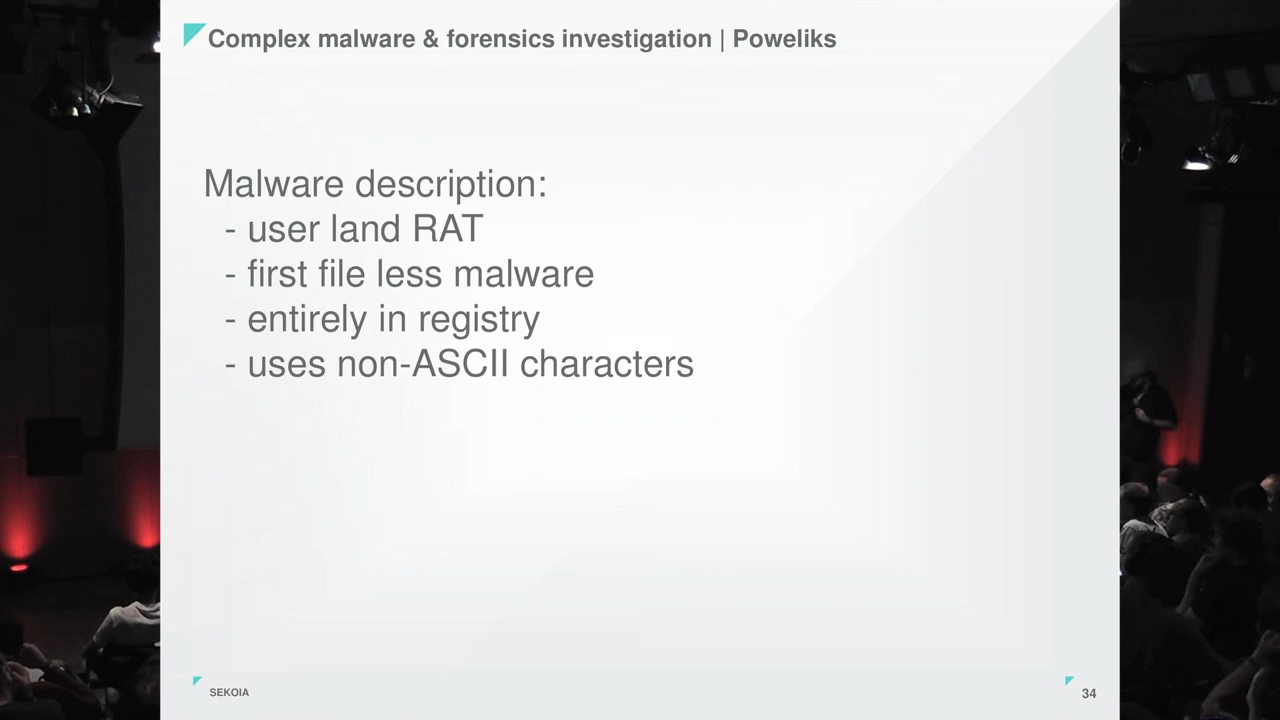 Complex malware & forensics investigation | Poweliks
Malware description:
- user land RAT
- first file less malware
- entirely in registry
- uses non-ASCII characters
SEKOIA
34